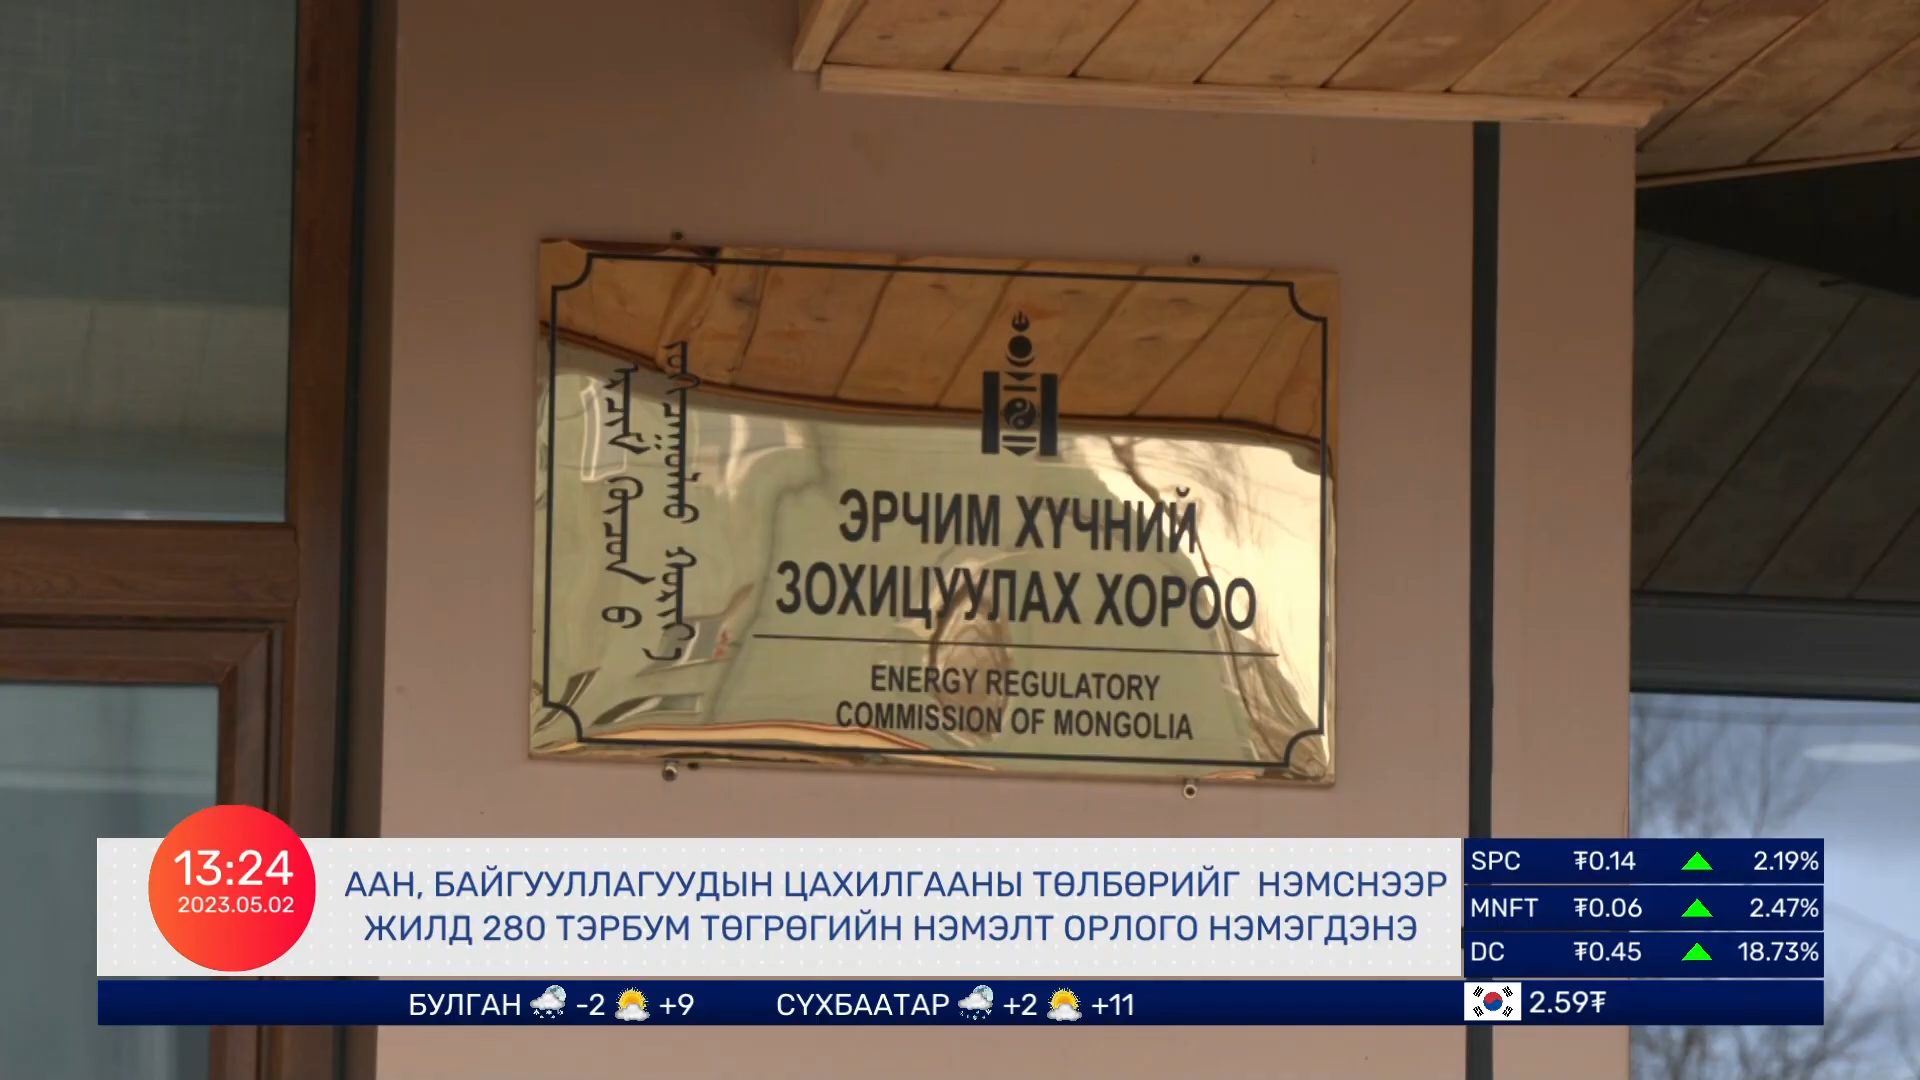 ЭРЧИМ ХҮЧНИЙ
ЗОХИЦУУЛАХ ХОРОО
ENERGY REGULATORY
COMMISSION OF MONGOLIA
13:24
2023.05.02
ААН, БАЙГУУЛЛАГУУДЫН ЦАХИЛГААНЫ ТӨЛБӨРИЙГ НЭМСНЭЭР
ЖИЛД 280 ТЭРБУМ ТӨГРӨГИЙН НЭМЭЛТ ОРЛОГО НЭМЭГДЭНЭ
SPC ₮0.14 2.19%
MNFT ₮0.06 2.47%
DC ₮0.45 18.73%
БУЛГАН -2 +9 СҮХБААТАР +2 +11
2.59₮